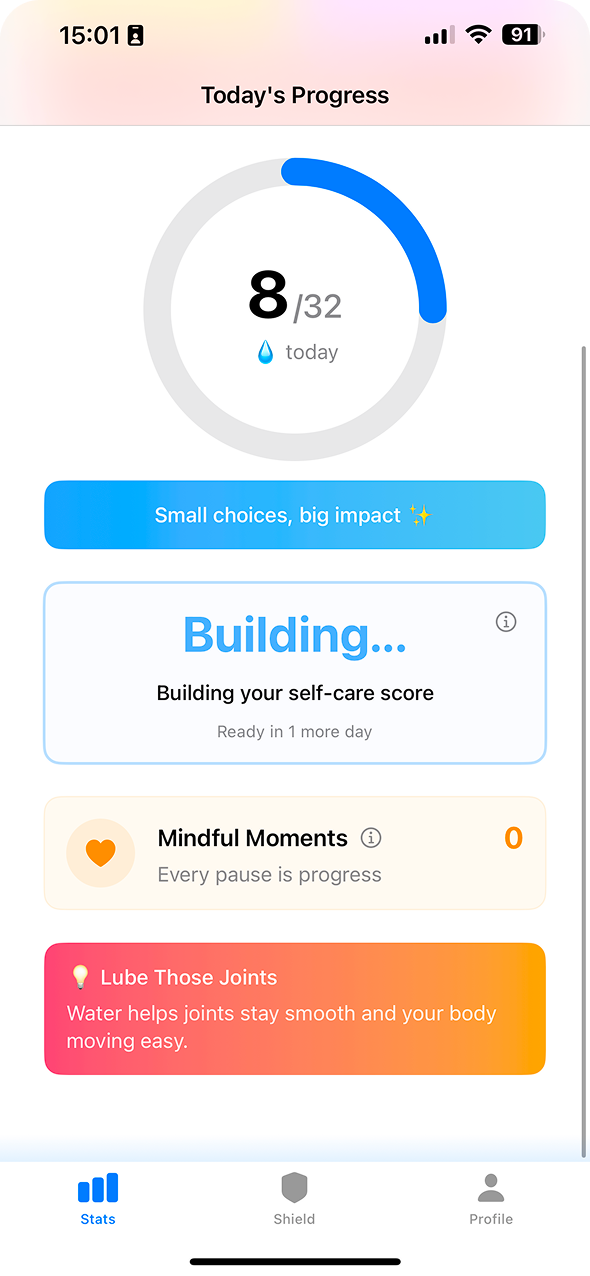 15:01
91
Today's Progress
8/32
💧 today
Small choices, big impact ✨
Building...
Building your self-care score
Ready in 1 more day
Mindful Moments
0
Every pause is progress
💡 Lube Those Joints
Water helps joints stay smooth and your body
moving easy.
Stats
Shield
Profile